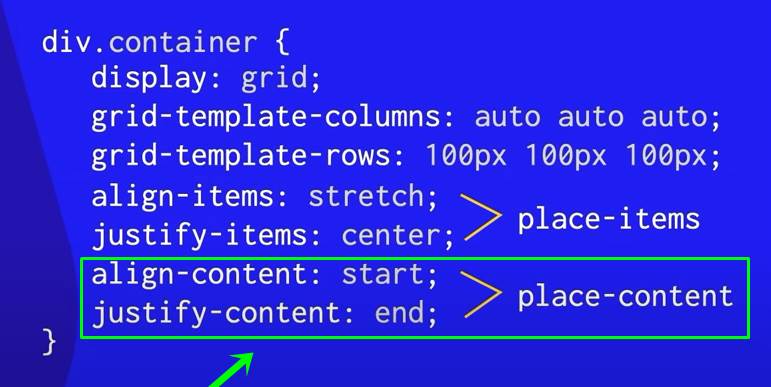 div.container {
display: grid;
grid-template-columns: auto auto auto;
grid-template-rows: 100px 100px 100px;
align-items: stretch;
justify-items: center;
place-items
align-content: start;
justify-content: end;
place-content
}